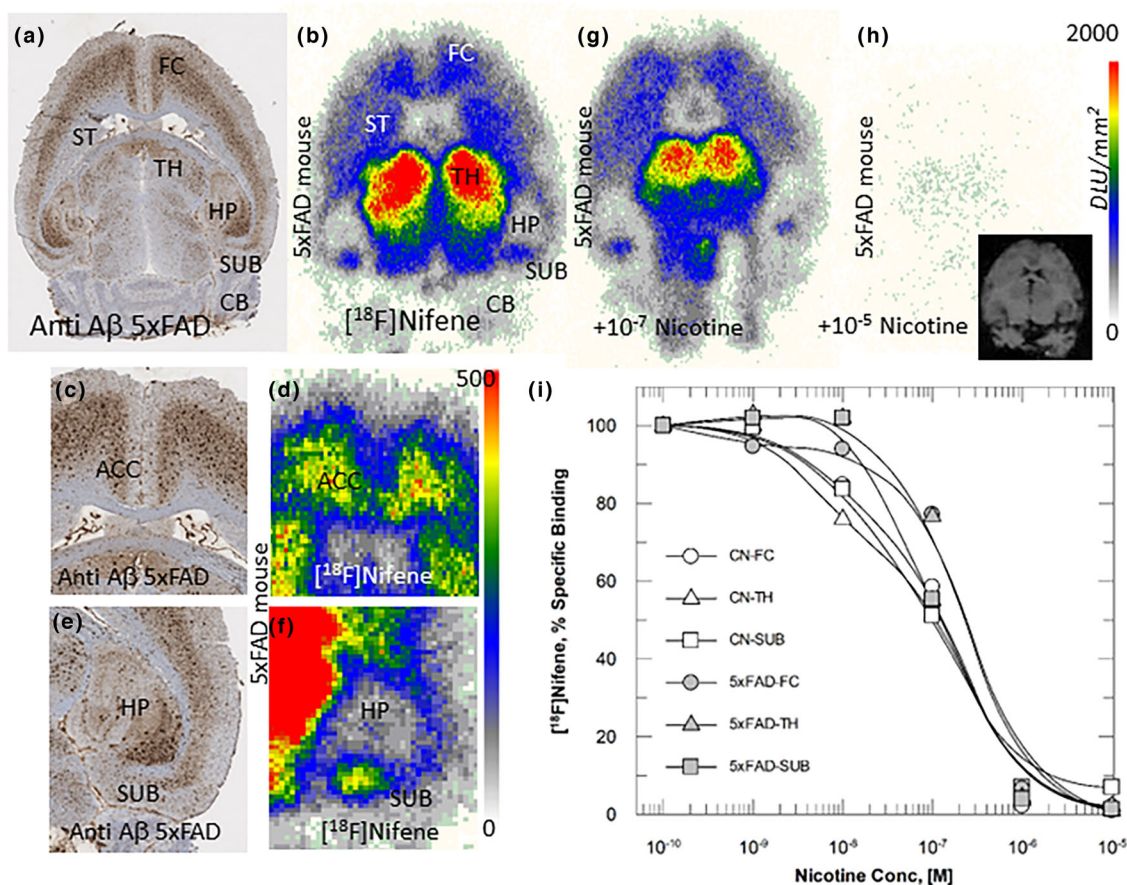 (a)
FC
ST
TH
HP
SUB
CB
Anti Aβ 5xFAD
(b)
FC
ST
TH
HP
SUB
CB
5xFAD mouse
[¹⁸F]Nifene
(g)
5xFAD mouse
+10⁻⁷ Nicotine
(h)
5xFAD mouse
+10⁻⁵ Nicotine
2000
DLU/mm²
0
(c)
ACC
Anti Aβ 5xFAD
(d)
ACC
[¹⁸F]Nifene
500
0
5xFAD mouse
(e)
HP
SUB
Anti Aβ 5xFAD
(f)
HP
SUB
[¹⁸F]Nifene
(i)
[¹⁸F]Nifene, % Specific Binding
100
80
60
40
20
0
CN-FC
CN-TH
CN-SUB
5xFAD-FC
5xFAD-TH
5xFAD-SUB
10⁻¹⁰ 10⁻⁹ 10⁻⁸ 10⁻⁷ 10⁻⁶ 10⁻⁵
Nicotine Conc, [M]